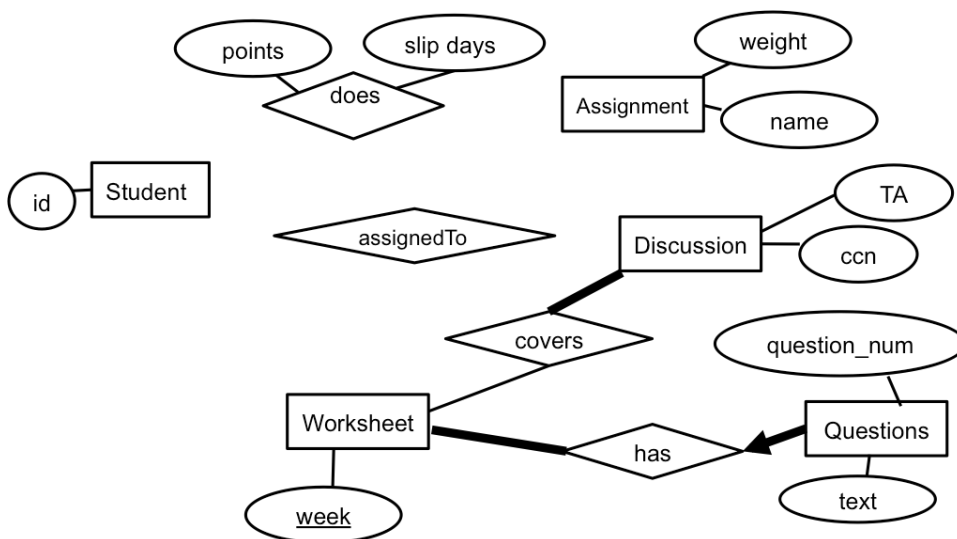 points
slip days
weight
does
Assignment
name
id
Student
TA
assignedTo
Discussion
ccn
covers
question_num
Worksheet
Questions
has
week
text